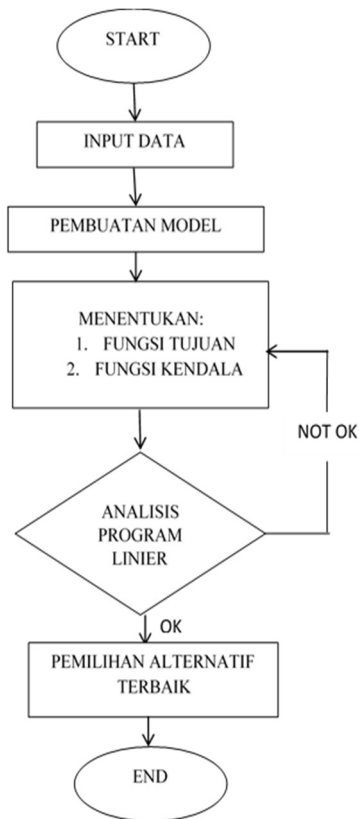 START
INPUT DATA
PEMBUATAN MODEL
MENENTUKAN:
1. FUNGSI TUJUAN
2. FUNGSI KENDALA
NOT OK
ANALISIS
PROGRAM
LINIER
OK
PEMILIHAN ALTERNATIF
TERBAIK
END